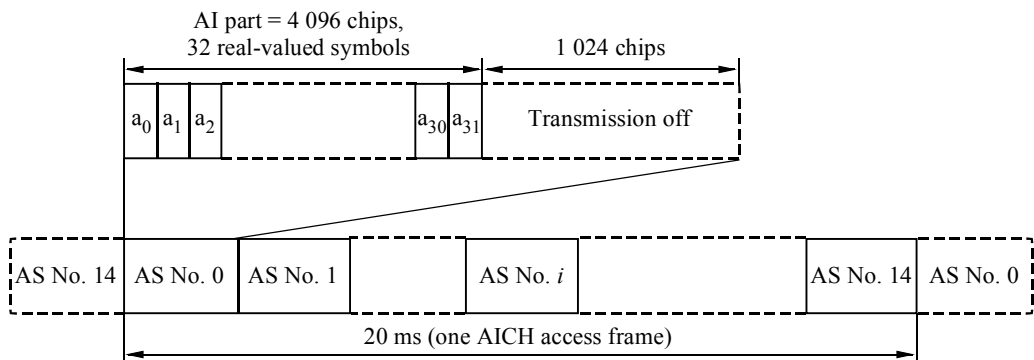 AI part = 4 096 chips,
32 real-valued symbols
1 024 chips
a0 a1 a2 a30 a31 Transmission off
AS No. 14 AS No. 0 AS No. 1 AS No. i AS No. 14 AS No. 0
20 ms (one AICH access frame)